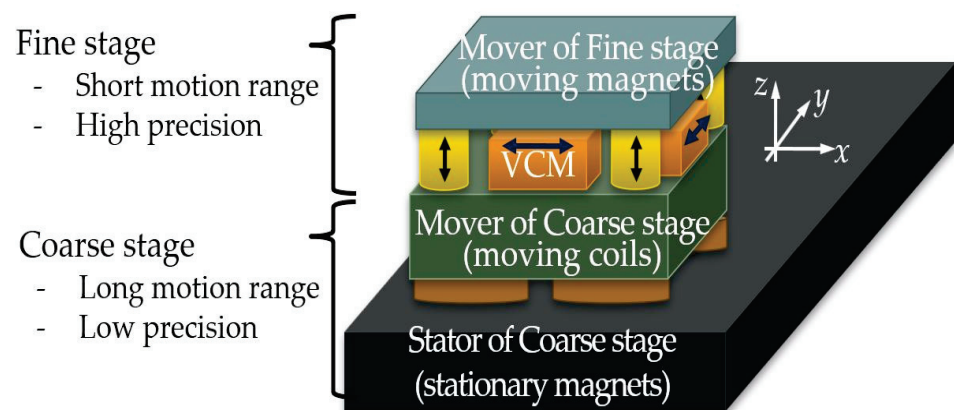 Fine stage
- Short motion range
- High precision
Coarse stage
- Long motion range
- Low precision
Mover of Fine stage
(moving magnets)
VCM
Mover of Coarse stage
(moving coils)
Stator of Coarse stage
(stationary magnets)
z
y
x